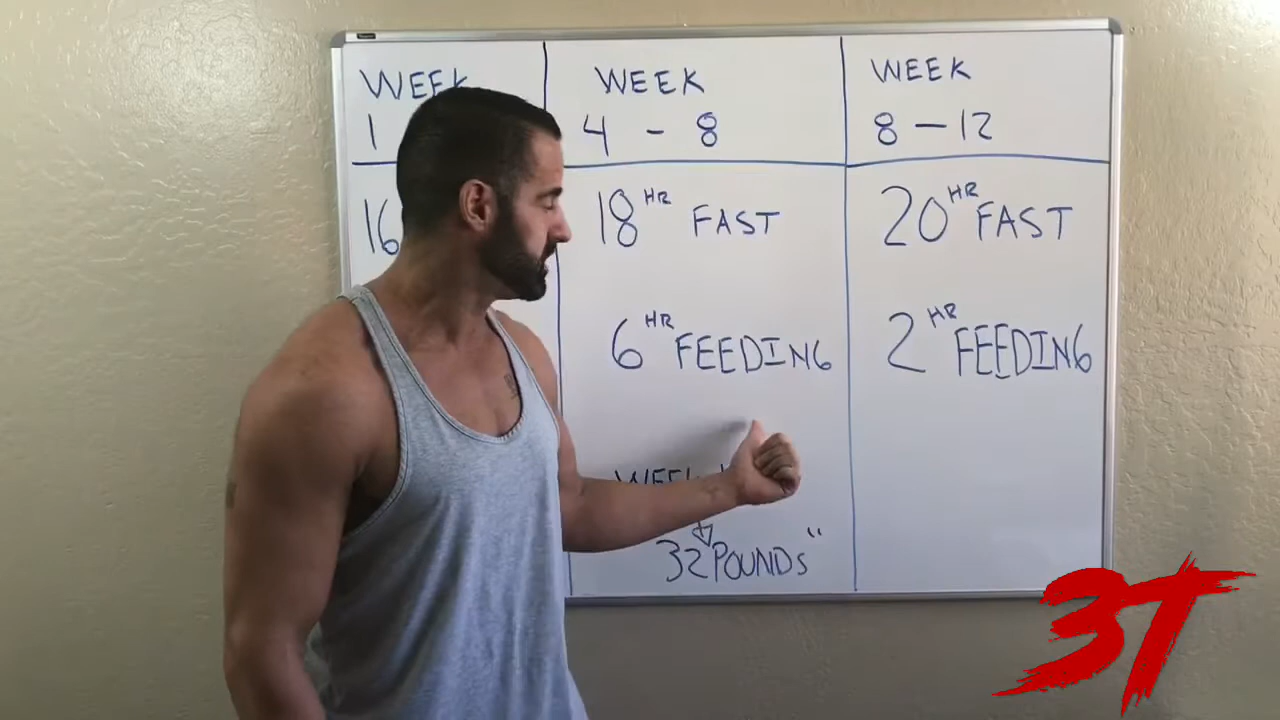 WEEK
1
16
WEEK
4 - 8
18 HR FAST
6 HR FEEDING
32 POUNDS"
WEEK
8 - 12
20 HR FAST
2 HR FEEDING
3T